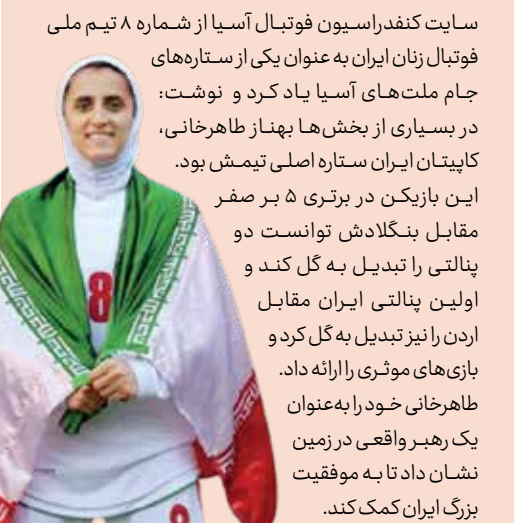 سایت کنفدراسیون فوتبال آسیا از شماره ۸ تیم ملی
فوتبال زنان ایران به عنوان یکی از ستاره‌های
جام ملت‌های آسیا یاد کرد و نوشت:
در بسیاری از بخش‌ها بهناز طاهرخانی،
کاپیتان ایران ستاره اصلی تیمش بود.
این بازیکن در برتری ۵ بر صفر
مقابل بنگلادش توانست دو
پنالتی را تبدیل به گل کند و
اولین پنالتی ایران مقابل
اردن را نیز تبدیل به گل کرد و
بازی‌های موثری را ارائه داد.
طاهرخانی خود را به‌عنوان
یک رهبر واقعی در زمین
نشان داد تا به موفقیت
بزرگ ایران کمک کند.
8